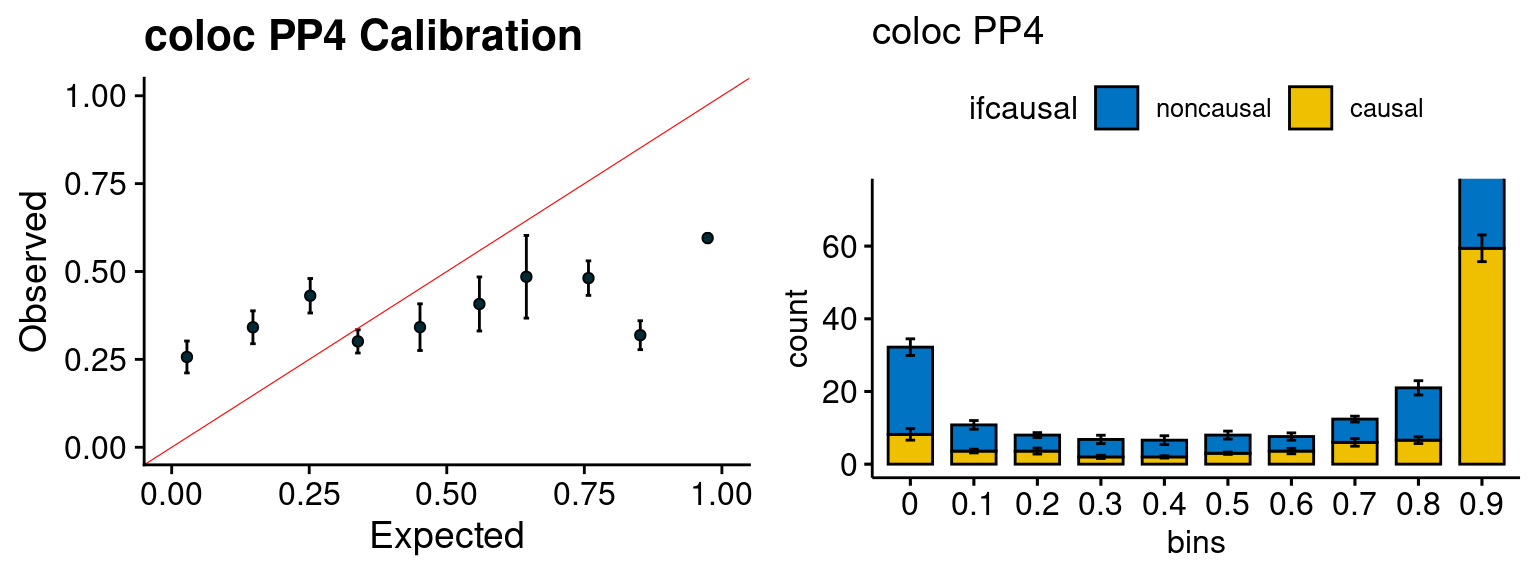 coloc PP4 Calibration
1.00
0.75
0.50
0.25
0.00
Observed
0.00 0.25 0.50 0.75 1.00
Expected
coloc PP4
ifcausal noncausal causal
60
40
20
0
count
0 0.1 0.2 0.3 0.4 0.5 0.6 0.7 0.8 0.9
bins